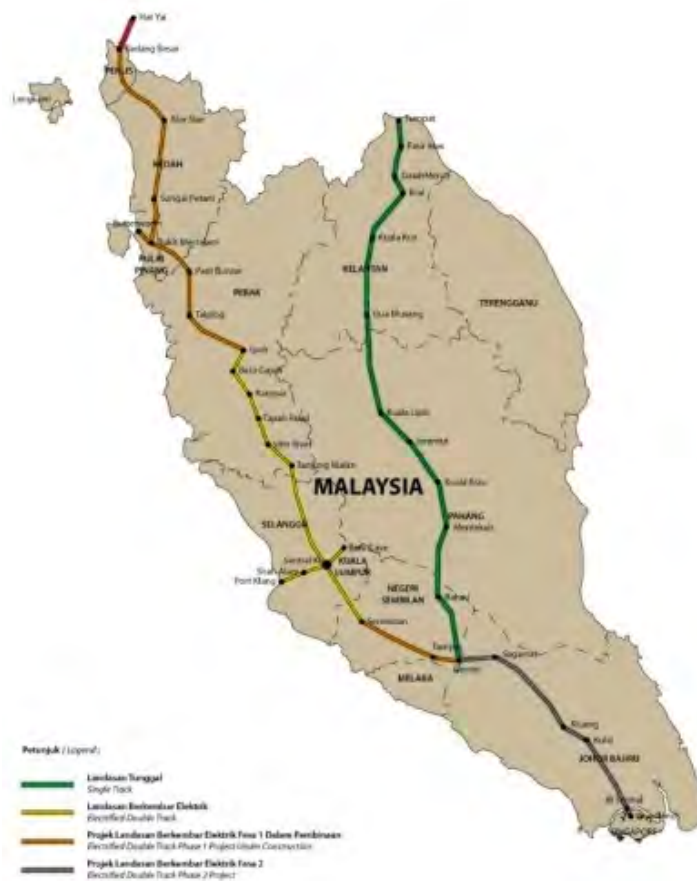 Hat Yai
Padang Besar
PERLIS
Langkawi
Alor Star
KEDAH
Sungai Petani
Bukit Mertajam
PULAU
PINANG
Parit Buntar
PERAK
Taiping
Ipoh
Batu Gajah
Kampar
Tapah Road
Tanjung Malim
Tumpat
Pasir Mas
Tanah Merah
Krai
Kuala Krai
KELANTAN
TERENGGANU
Gua Musang
Kuala Lipis
Jerantut
MALAYSIA
PAHANG
Mentakab
SELANGOR
Batu Caves
KUALA
LUMPUR
Shah Alam
Port Klang
NEGERI
SEMBILAN
Bahau
Seremban
Gemas
Segamat
MELAKA
Kluang
Kulai
JOHOR BAHRU
SINGAPORE
Petunjuk / Legend :
Landasan Tunggal
Single Track
Landasan Berkembar Elektrik
Electrified Double Track
Projek Landasan Berkembar Elektrik Fasa 1 Dalam Pembinaan
Electrified Double Track Phase 1 Project Under Construction
Projek Landasan Berkembar Elektrik Fasa 2
Electrified Double Track Phase 2 Project